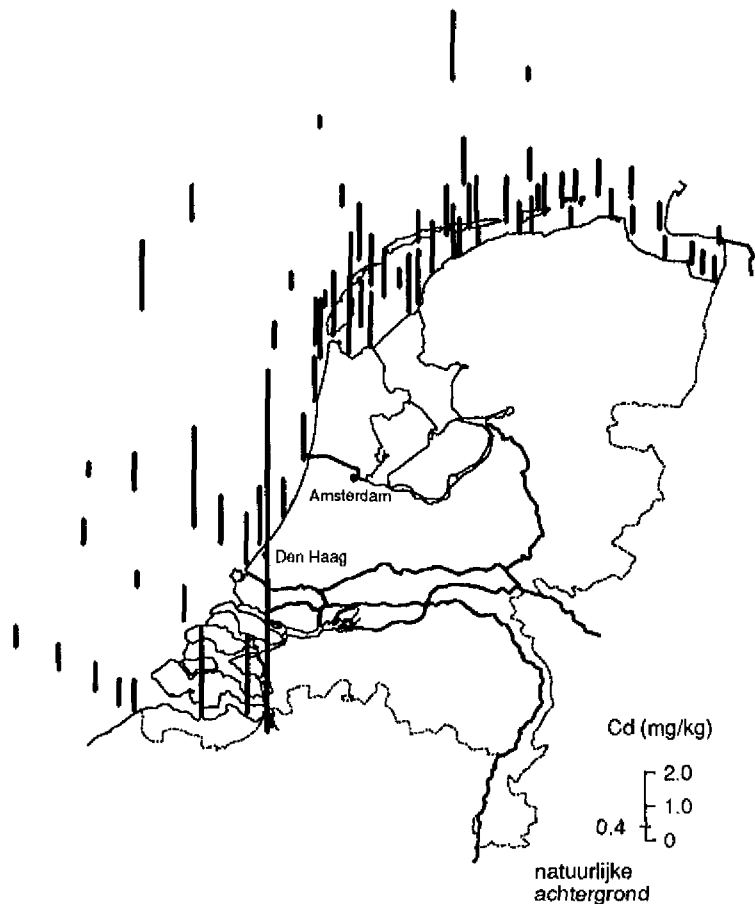 Amsterdam
Den Haag
Cd (mg/kg)
2.0
1.0
0.4
0
natuurlijke
achtergrond